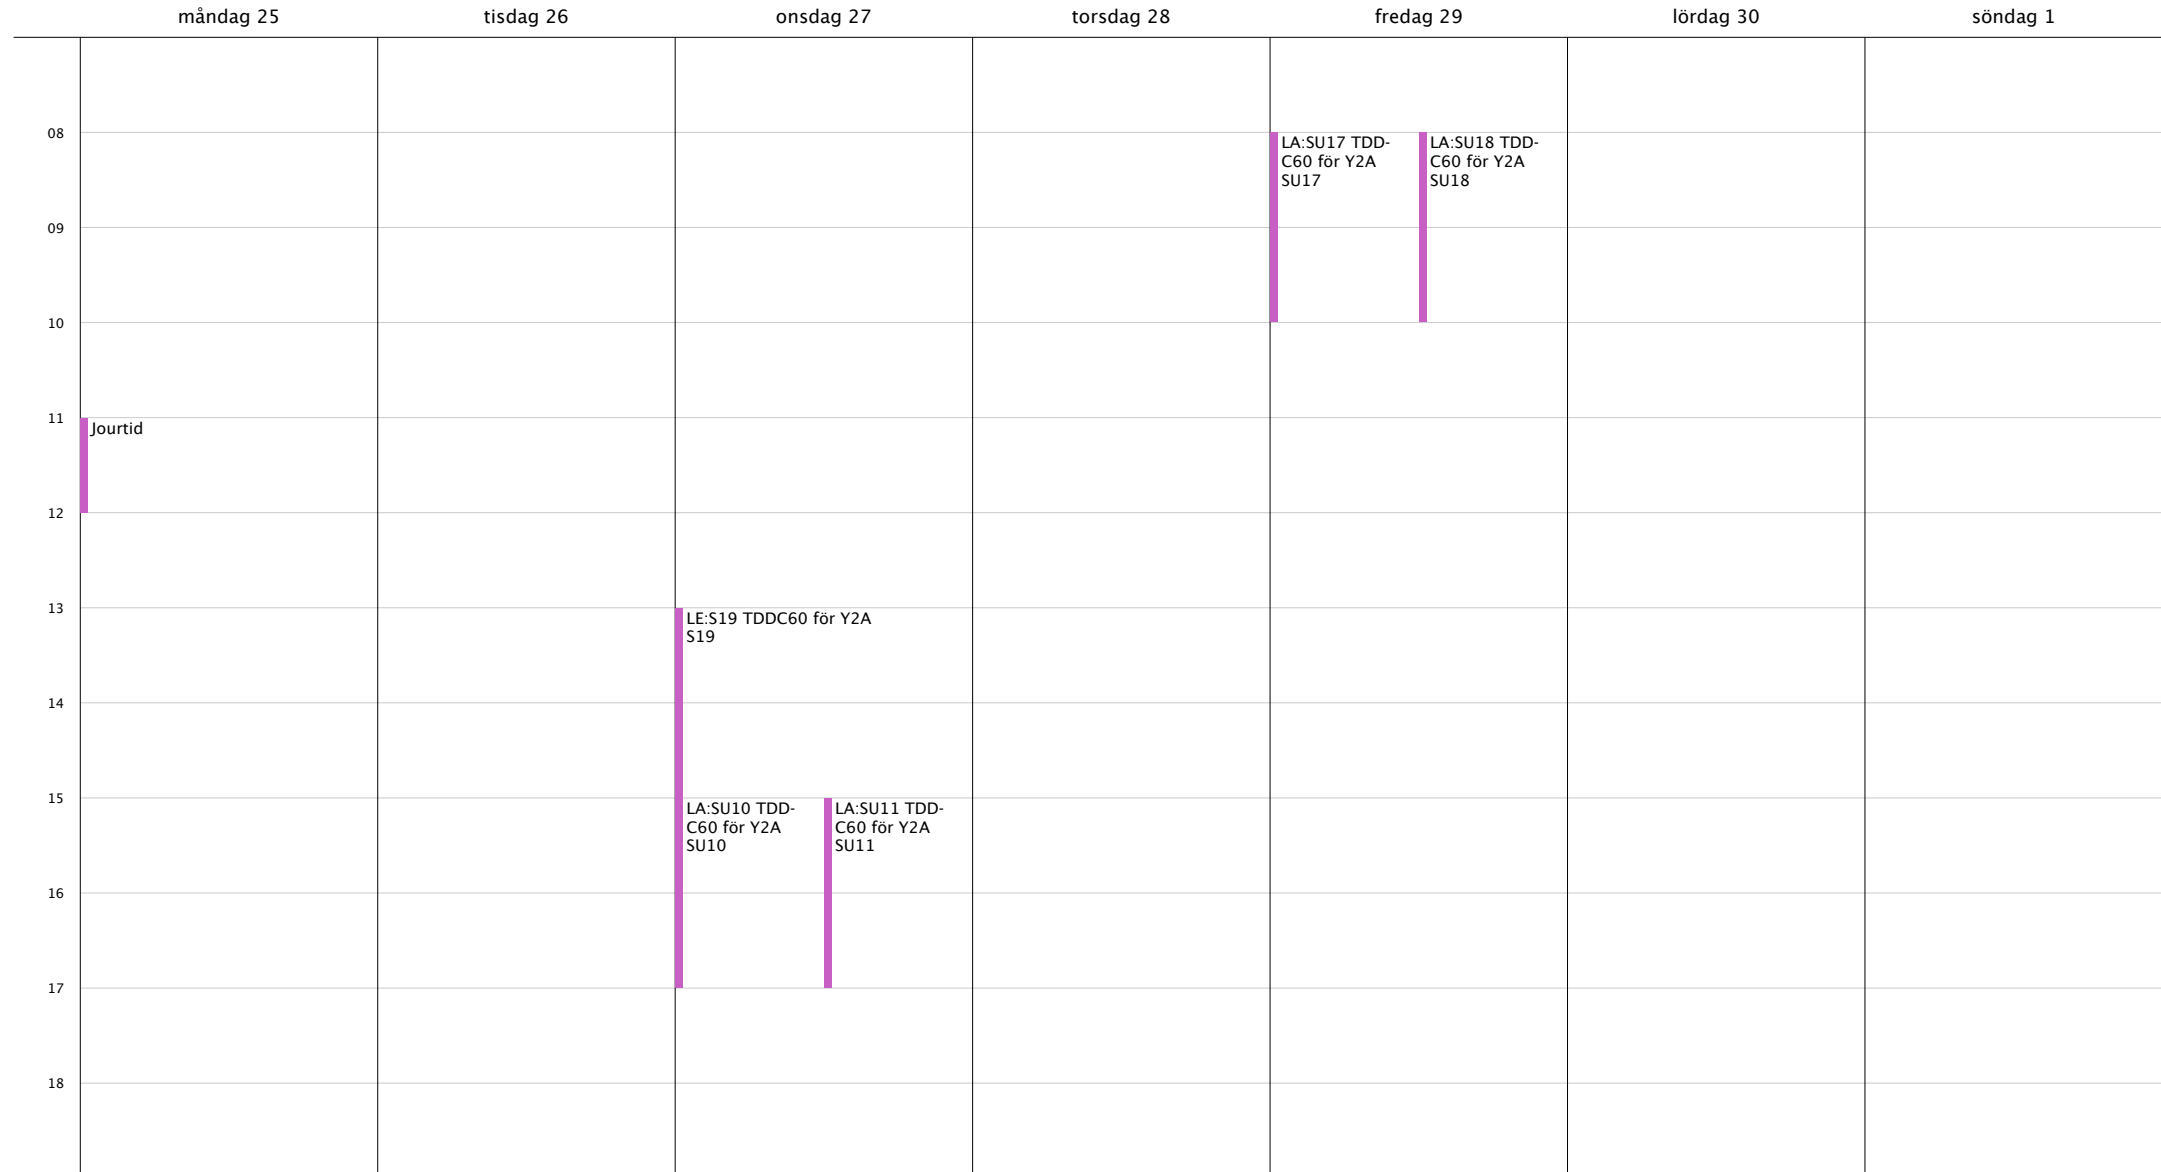 måndag 25
tisdag 26
onsdag 27
torsdag 28
fredag 29
lördag 30
söndag 1
08
LA:SU17 TDD-
C60 för Y2A
SU17
LA:SU18 TDD-
C60 för Y2A
SU18
09
10
11
Jourtid
12
13
LE:S19 TDDC60 för Y2A
S19
14
15
LA:SU10 TDD-
C60 för Y2A
SU10
LA:SU11 TDD-
C60 för Y2A
SU11
16
17
18